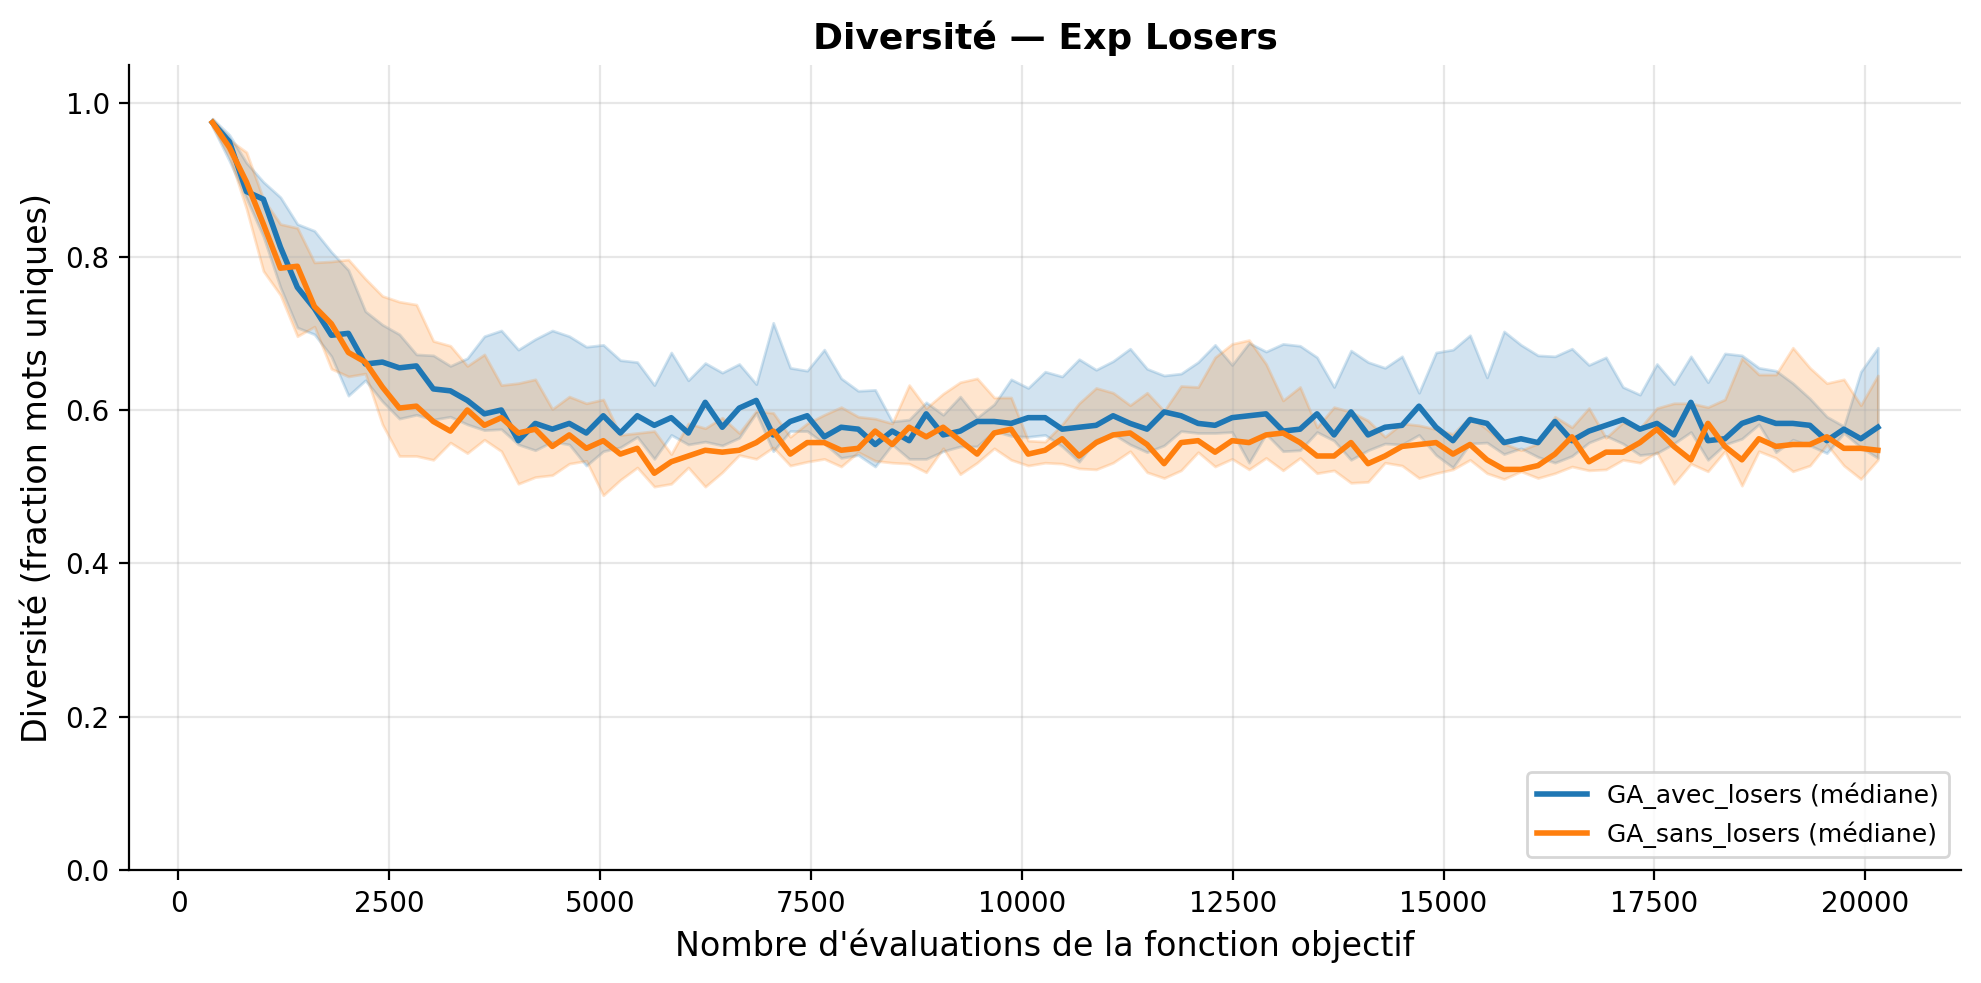 Diversité — Exp Losers
Diversité (fraction mots uniques)
1.0
0.8
0.6
0.4
0.2
0.0
0 2500 5000 7500 10000 12500 15000 17500 20000
Nombre d'évaluations de la fonction objectif
GA_avec_losers (médiane)
GA_sans_losers (médiane)